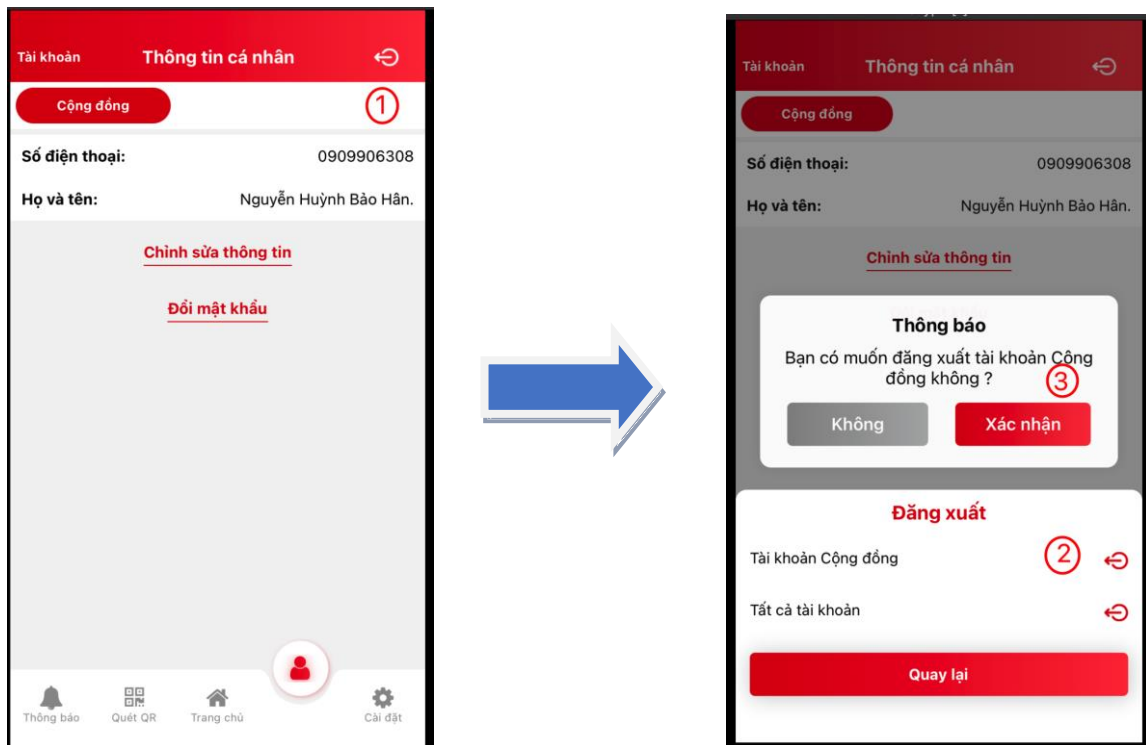 Tài khoản Thông tin cá nhân
Cộng đồng
1
Số điện thoại: 0909906308
Họ và tên: Nguyễn Huỳnh Bảo Hân.
Chỉnh sửa thông tin
Đổi mật khẩu
Thông báo Quét QR Trang chủ Cài đặt
Tài khoản Thông tin cá nhân
Cộng đồng
Số điện thoại: 0909906308
Họ và tên: Nguyễn Huỳnh Bảo Hân.
Chỉnh sửa thông tin
Thông báo
Bạn có muốn đăng xuất tài khoản Cộng
đồng không ?
3
Không Xác nhận
Đăng xuất
Tài khoản Cộng đồng 2
Tất cả tài khoản
Quay lại